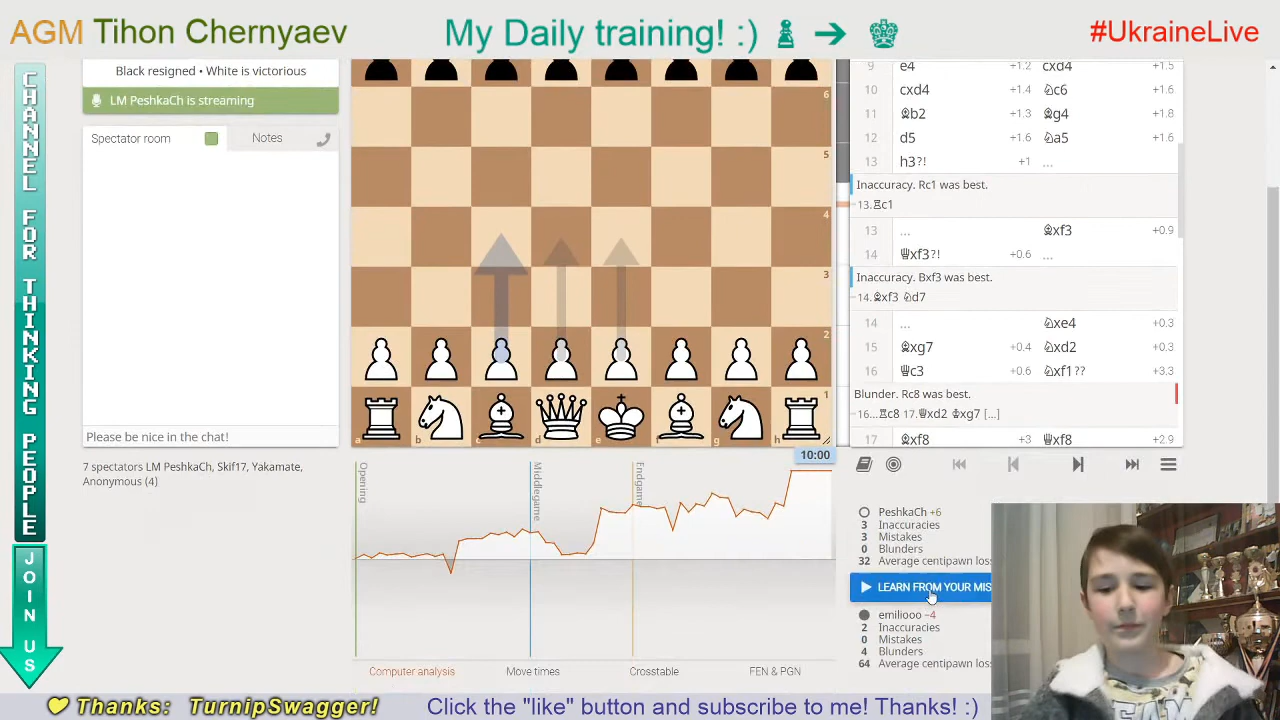 AGM Tihon Chernyaev
My Daily training! :)
#UkraineLive
CHANNEL FOR THINKING PEOPLE
JOIN US
Black resigned • White is victorious
LM PeshkaCh is streaming
Spectator room
Notes
Please be nice in the chat!
7 spectators LM PeshkaCh, Skif17, Yakamate,
Anonymous (4)
6
5
4
3
2
1
a b c d e f g h
10:00
9 e4 +1.2 cxd4 +1.5
10 cxd4 +1.4 ♘c6 +1.6
11 ♗b2 +1.3 ♗g4 +1.8
12 d5 +1.6 ♘a5 +1.6
13 h3?! +1 ...
Inaccuracy. Rc1 was best.
13.♖c1
13 ... ♗xf3 +0.9
14 ♕xf3?! +0.6 ...
Inaccuracy. Bxf3 was best.
14.♗xf3 ♘d7
14 ... ♘xe4 +0.3
15 ♗xg7 +0.4 ♘xd2 +0.3
16 ♕c3 +0.6 ♘xf1?? +3.3
Blunder. Rc8 was best.
16...♖c8 17.♕xd2 ♔xg7 [...]
17 ♗xf8 +3 ♕xf8 +2.9
Opening
Middlegame
Endgame
Computer analysis
Move times
Crosstable
FEN & PGN
PeshkaCh +6
3 Inaccuracies
3 Mistakes
0 Blunders
32 Average centipawn loss
LEARN FROM YOUR MIS
emiliooo −4
2 Inaccuracies
0 Mistakes
4 Blunders
64 Average centipawn loss
Thanks: TurnipSwagger!
Click the "like" button and subscribe to me! Thanks! :)